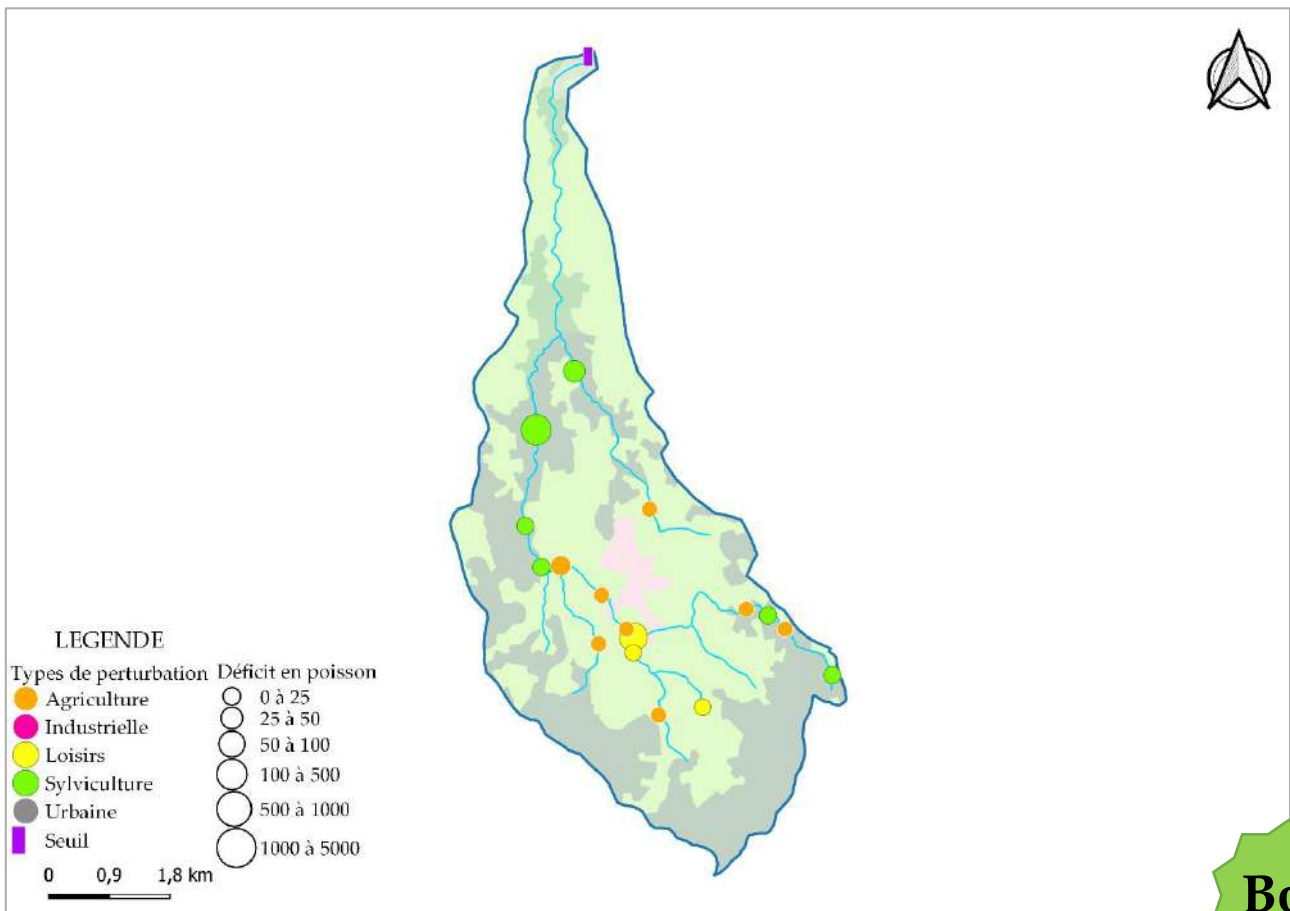 LEGENDE
Types de perturbation
Agriculture
Industrielle
Loisirs
Sylviculture
Urbaine
Seuil
Déficit en poisson
0 à 25
25 à 50
50 à 100
100 à 500
500 à 1000
1000 à 5000
0 0,9 1,8 km